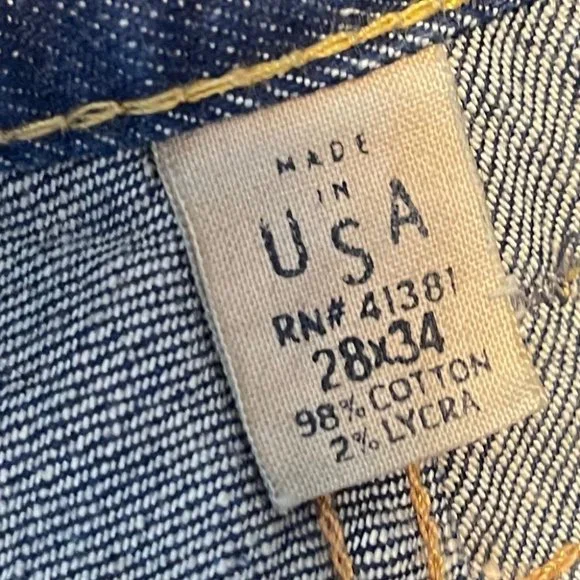 MADE
IN
USA
RN# 41381
28x34
98% COTTON
2% LYCRA